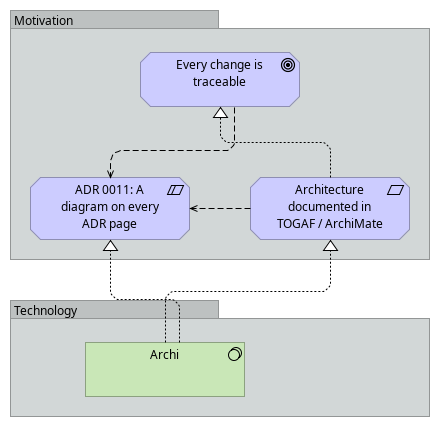 Motivation
Every change is
traceable
ADR 0011: A
diagram on every
ADR page
Architecture
documented in
TOGAF / ArchiMate
Technology
Archi